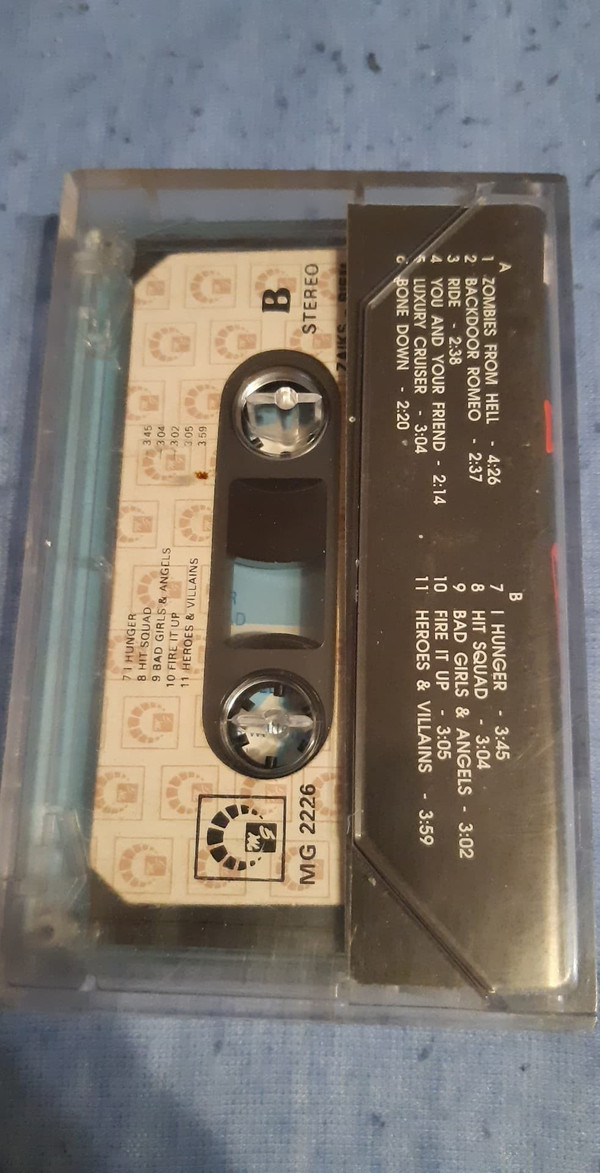 A
1 ZOMBIES FROM HELL - 4:26
2 BACKDOOR ROMEO - 2:37
3 RIDE - 2:38
4 YOU AND YOUR FRIEND - 2:14
5 LUXURY CRUISER - 3:04
6 BONE DOWN - 2:20
B
7 I HUNGER - 3:45
8 HIT SQUAD - 3:04
9 BAD GIRLS & ANGELS - 3:02
10 FIRE IT UP - 3:05
11 HEROES & VILLAINS - 3:59
B
STEREO
7 I HUNGER 3:45
8 HIT SQUAD 3:04
9 BAD GIRLS & ANGELS 3:02
10 FIRE IT UP 3:05
11 HEROES & VILLAINS 3:59
MG 2226